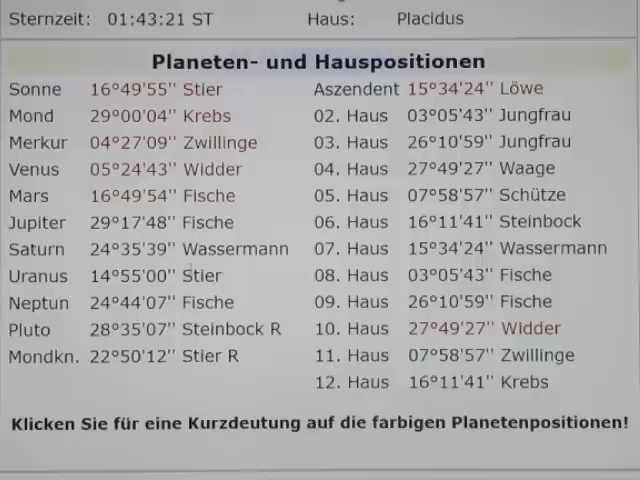 Sternzeit: 01:43:21 ST Haus: Placidus
Planeten- und Hauspositionen
Sonne 16°49'55" Stier Aszendent 15°34'24" Löwe
Mond 29°00'04" Krebs 02. Haus 03°05'43" Jungfrau
Merkur 04°27'09" Zwillinge 03. Haus 26°10'59" Jungfrau
Venus 05°24'43" Widder 04. Haus 27°49'27" Waage
Mars 16°49'54" Fische 05. Haus 07°58'57" Schütze
Jupiter 29°17'48" Fische 06. Haus 16°11'41" Steinbock
Saturn 24°35'39" Wassermann 07. Haus 15°34'24" Wassermann
Uranus 14°55'00" Stier 08. Haus 03°05'43" Fische
Neptun 24°44'07" Fische 09. Haus 26°10'59" Fische
Pluto 28°35'07" Steinbock R 10. Haus 27°49'27" Widder
Mondkn. 22°50'12" Stier R 11. Haus 07°58'57" Zwillinge
12. Haus 16°11'41" Krebs
Klicken Sie für eine Kurzdeutung auf die farbigen Planetenpositionen!